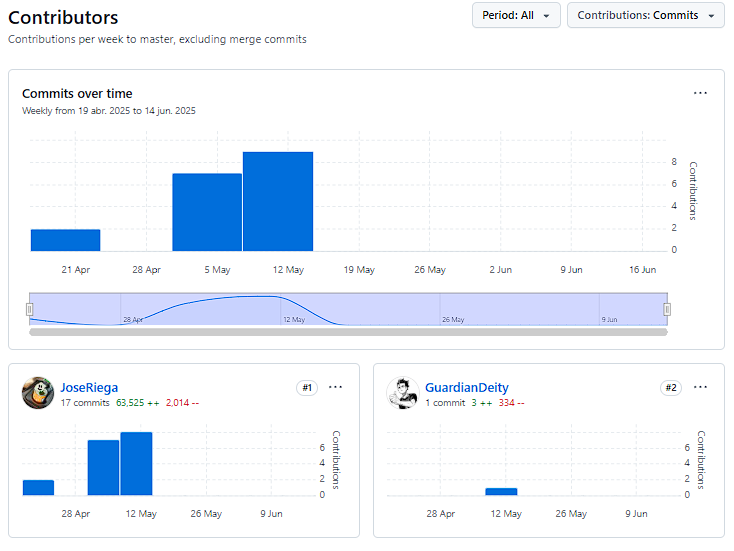 Contributors
Period: All
Contributions: Commits
Contributions per week to master, excluding merge commits
Commits over time
Weekly from 19 abr. 2025 to 14 jun. 2025
8
6
4
2
0
Contributions
21 Apr 28 Apr 5 May 12 May 19 May 26 May 2 Jun 9 Jun 16 Jun
28 Apr 12 May 26 May 9 Jun
JoseRiega #1
17 commits 63,525 ++ 2,014 --
6
4
2
0
Contributions
28 Apr 12 May 26 May 9 Jun
GuardianDeity #2
1 commit 3 ++ 334 --
6
4
2
0
Contributions
28 Apr 12 May 26 May 9 Jun